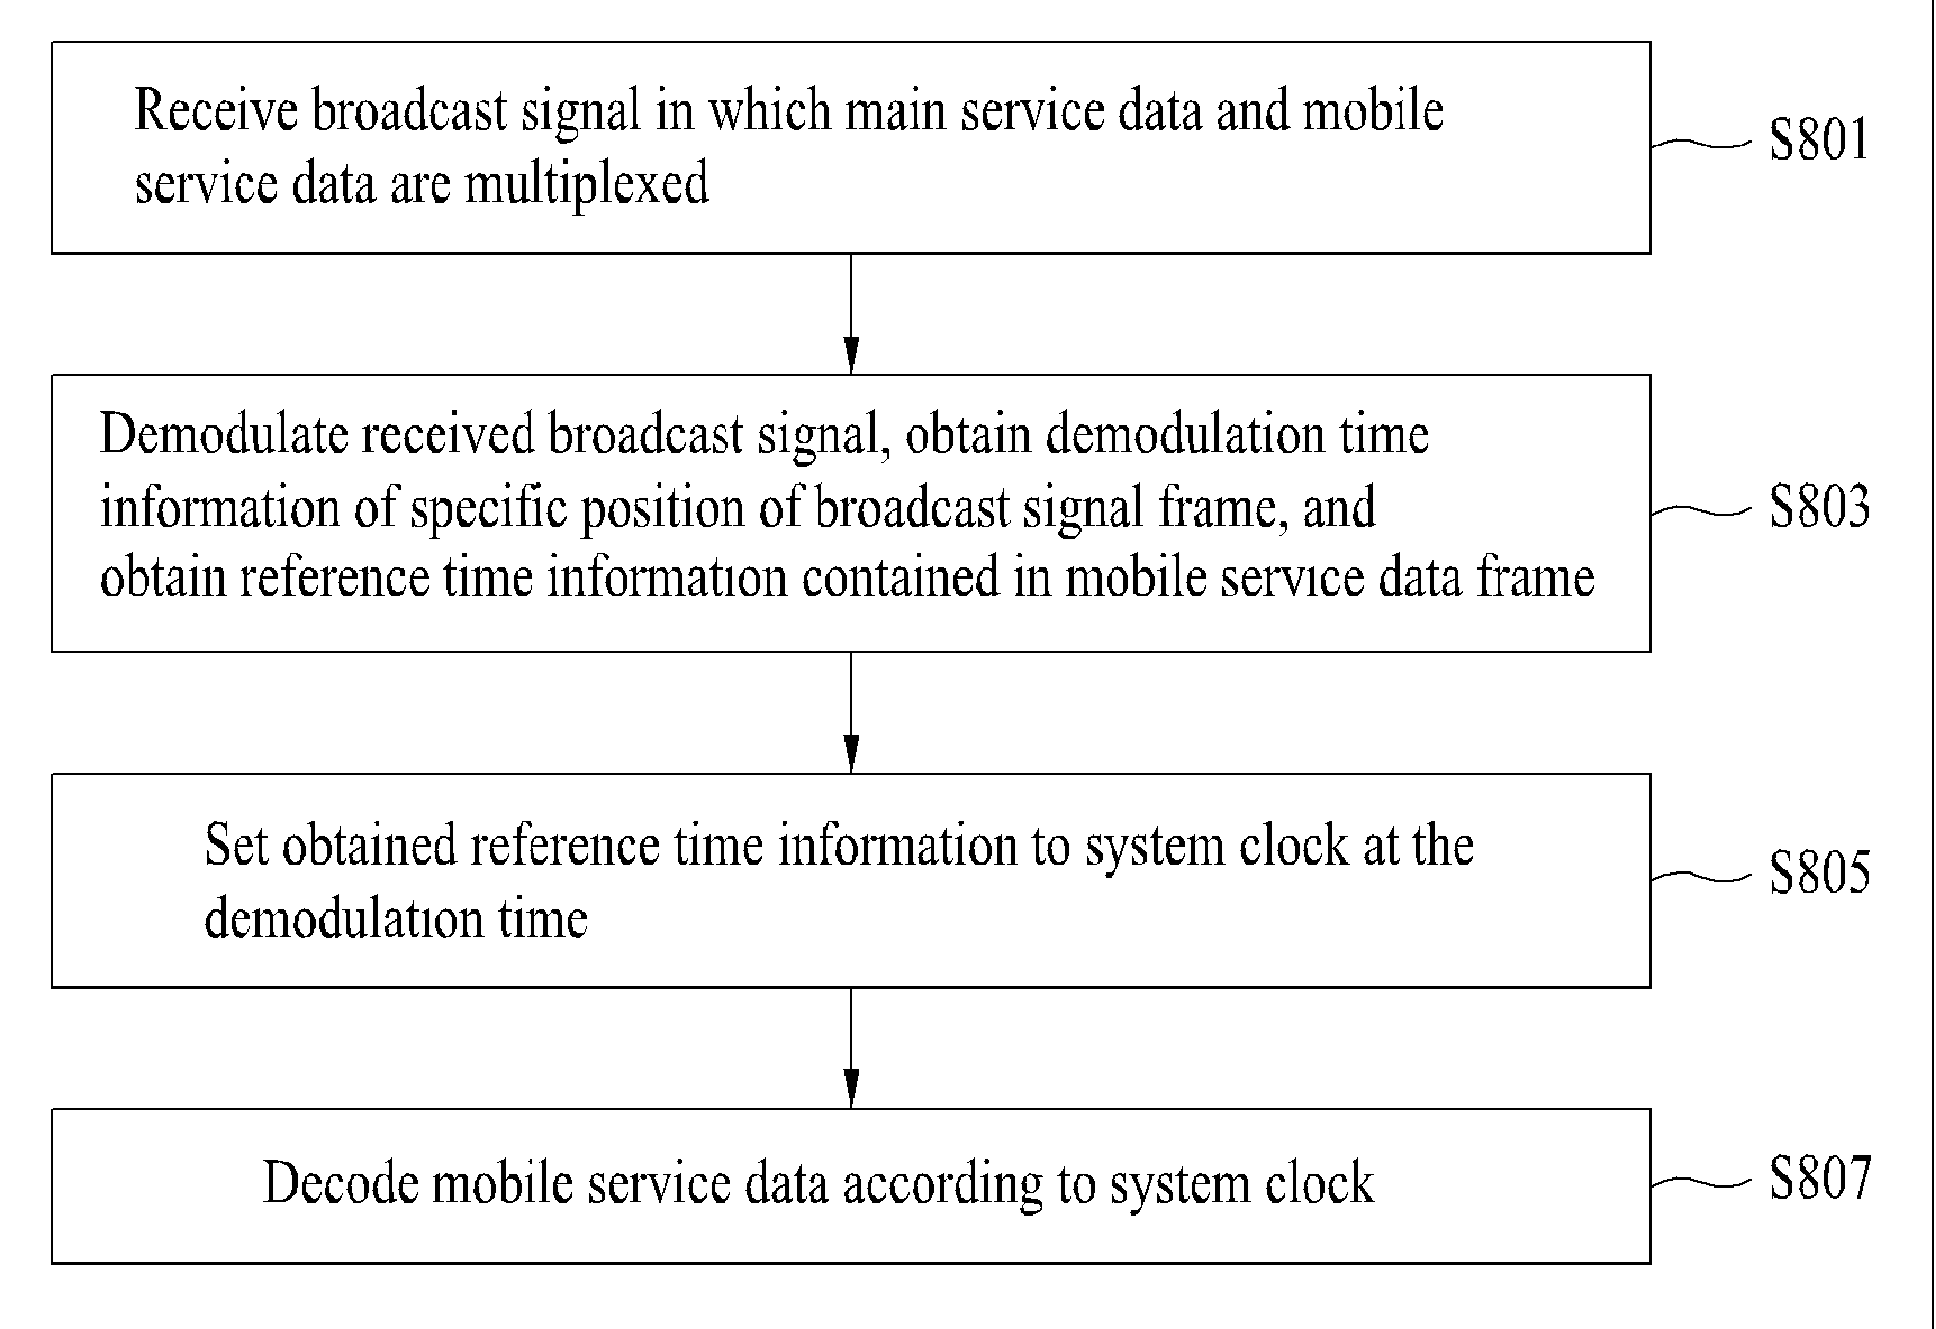 Receive broadcast signal in which main service data and mobile
service data are multiplexed
S801
Demodulate received broadcast signal, obtain demodulation time
information of specific position of broadcast signal frame, and
obtain reference time information contained in mobile service data frame
S803
Set obtained reference time information to system clock at the
demodulation time
S805
Decode mobile service data according to system clock
S807